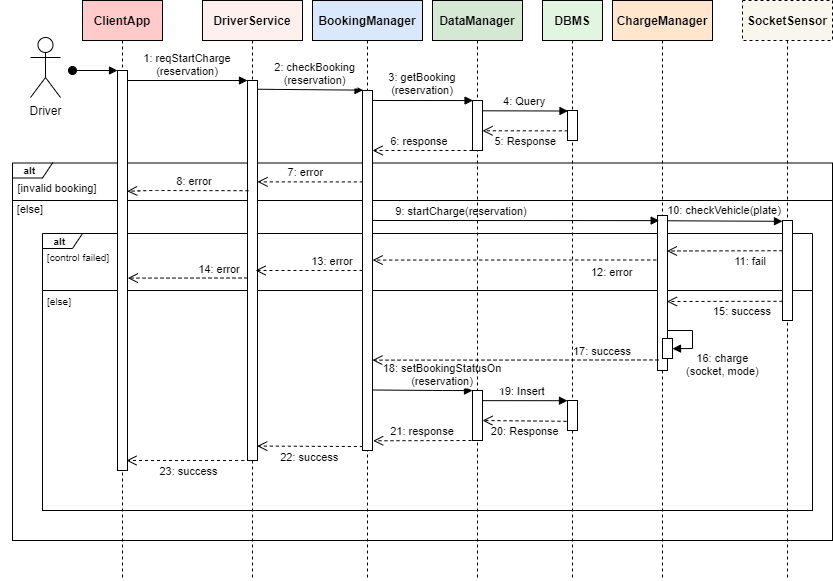 ClientApp
DriverService
BookingManager
DataManager
DBMS
ChargeManager
SocketSensor
Driver
1: reqStartCharge
(reservation)
2: checkBooking
(reservation)
3: getBooking
(reservation)
4: Query
5: Response
6: response
alt
[invalid booking]
7: error
8: error
[else]
9: startCharge(reservation)
10: checkVehicle(plate)
alt
[control failed]
11: fail
12: error
13: error
14: error
[else]
15: success
16: charge
(socket, mode)
17: success
18: setBookingStatusOn
(reservation)
19: Insert
20: Response
21: response
22: success
23: success